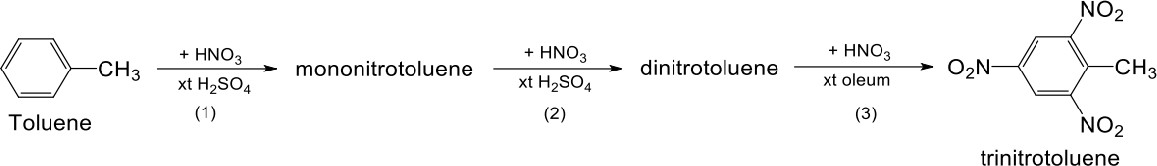 CH3
Toluene
+ HNO3
xt H2SO4
(1)
mononitrotoluene
+ HNO3
xt H2SO4
(2)
dinitrotoluene
+ HNO3
xt oleum
(3)
NO2
O2N
CH3
NO2
trinitrotoluene